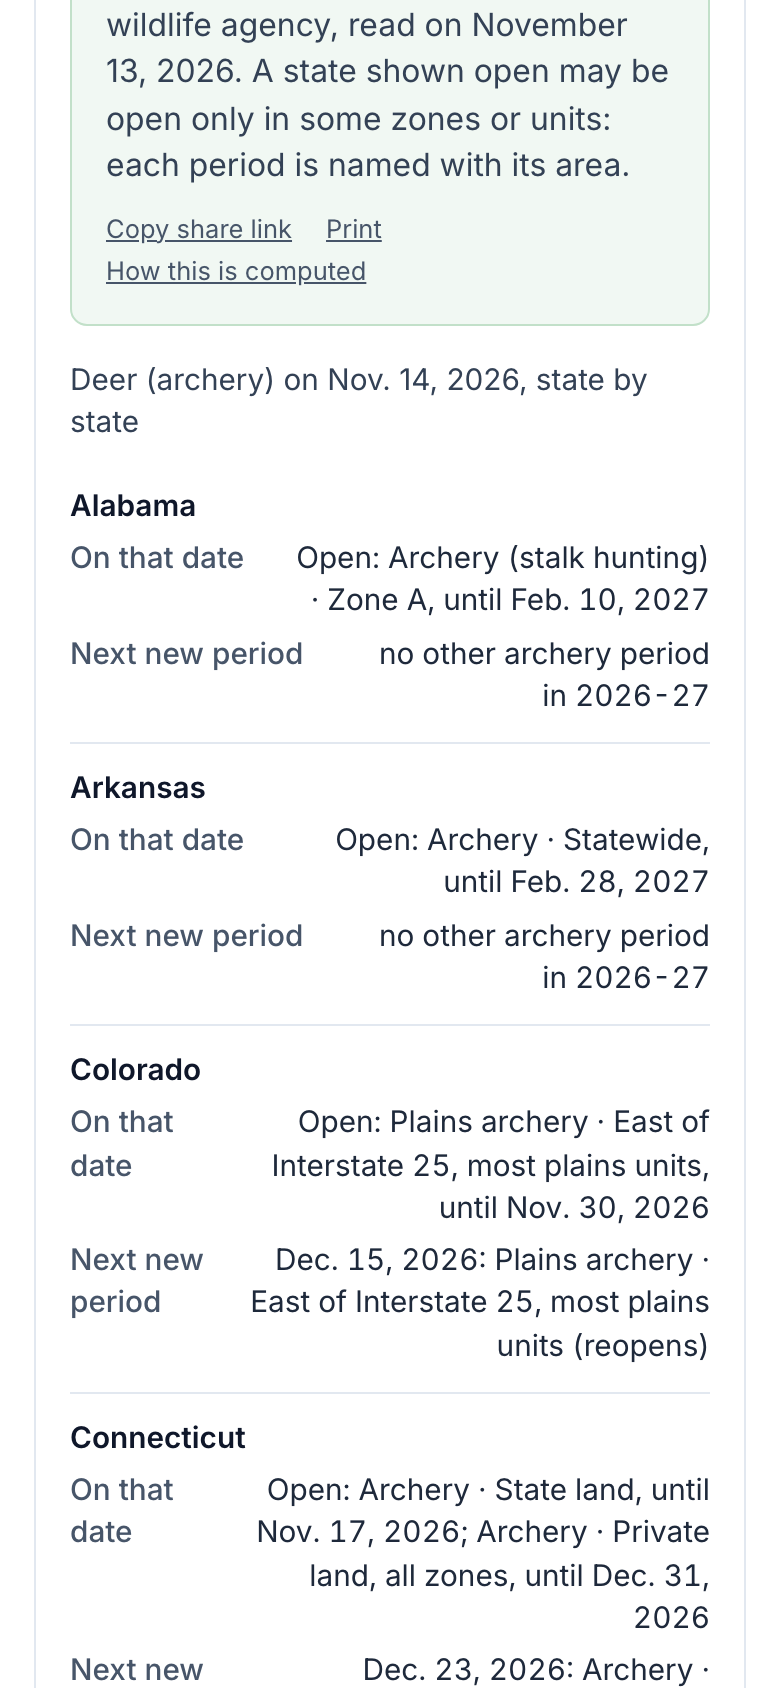 wildlife agency, read on November
13, 2026. A state shown open may be
open only in some zones or units:
each period is named with its area.
Copy share link Print
How this is computed
Deer (archery) on Nov. 14, 2026, state by
state
Alabama
On that date Open: Archery (stalk hunting)
· Zone A, until Feb. 10, 2027
Next new period no other archery period
in 2026-27
Arkansas
On that date Open: Archery · Statewide,
until Feb. 28, 2027
Next new period no other archery period
in 2026-27
Colorado
On that Open: Plains archery · East of
date Interstate 25, most plains units,
until Nov. 30, 2026
Next new Dec. 15, 2026: Plains archery ·
period East of Interstate 25, most plains
units (reopens)
Connecticut
On that Open: Archery · State land, until
date Nov. 17, 2026; Archery · Private
land, all zones, until Dec. 31,
2026
Next new Dec. 23, 2026: Archery ·